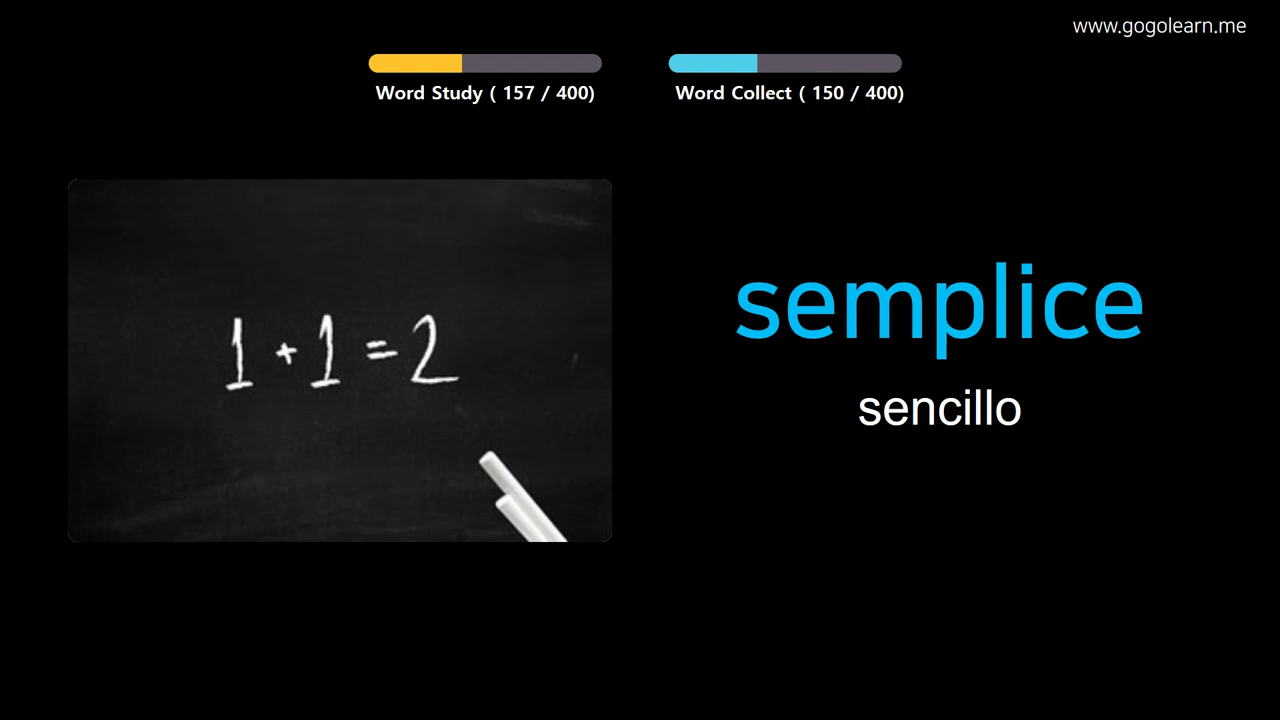 www.gogolearn.me
Word Study ( 157 / 400)
Word Collect ( 150 / 400)
1 + 1 = 2
semplice
sencillo